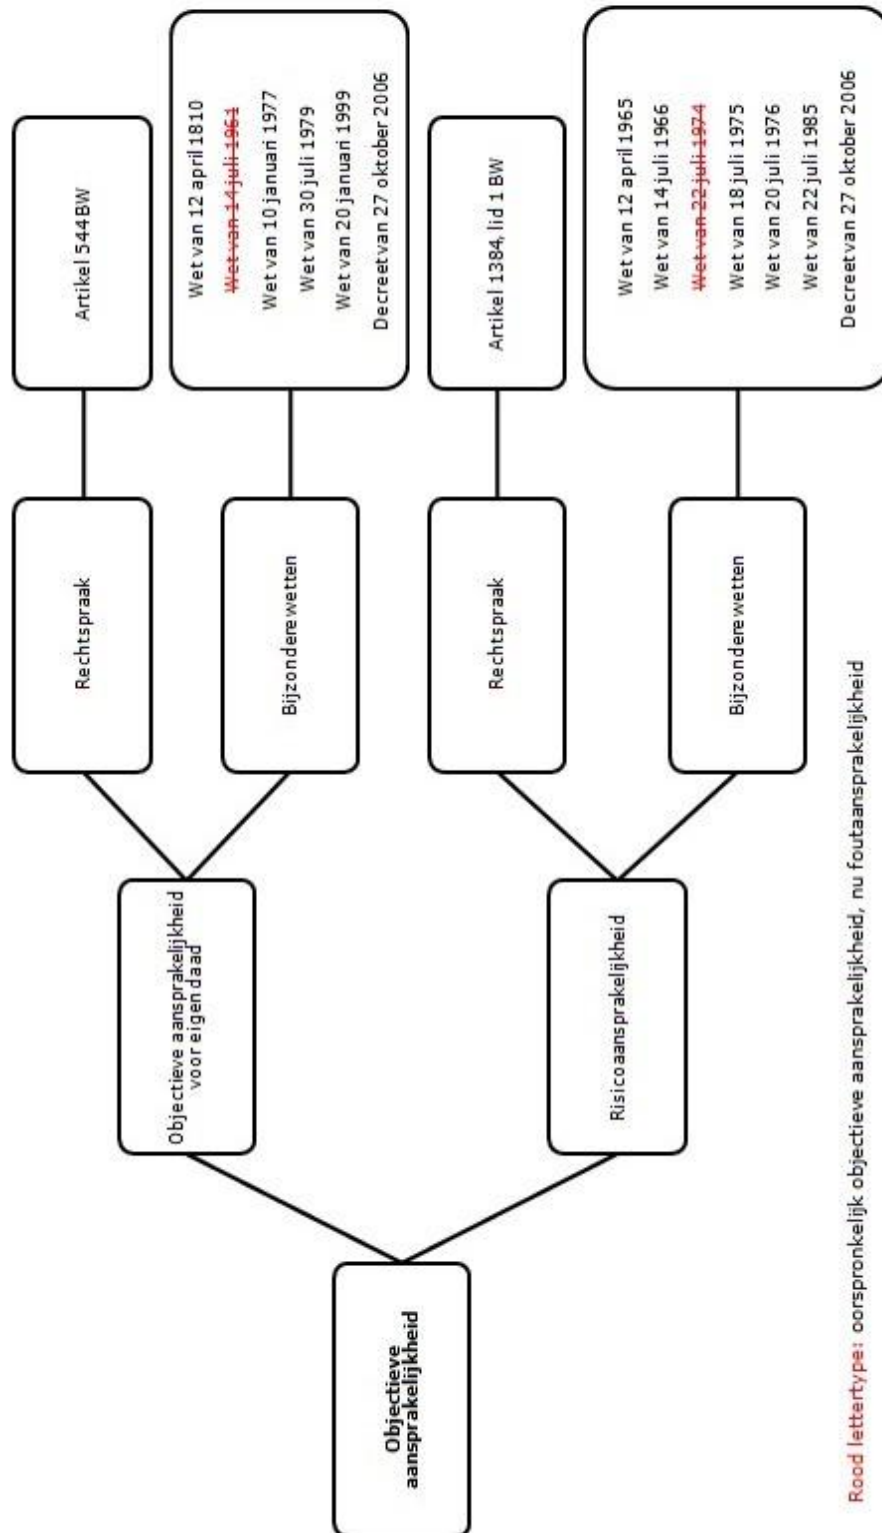 Objectieve
aansprakelijkheid
Objectieve aansprakelijkheid
voor eigen daad
Rechtspraak
Artikel 544 BW
Bijzondere wetten
Wet van 12 april 1810
Wet van 14 juli 1961
Wet van 10 januari 1977
Wet van 30 juli 1979
Wet van 20 januari 1999
Decreet van 27 oktober 2006
Risicoaansprakelijkheid
Rechtspraak
Artikel 1384, lid 1 BW
Bijzondere wetten
Wet van 12 april 1965
Wet van 14 juli 1966
Wet van 22 juli 1974
Wet van 18 juli 1975
Wet van 20 juli 1976
Wet van 22 juli 1985
Decreet van 27 oktober 2006
Rood lettertype: oorspronkelijk objectieve aansprakelijkheid, nu foutaansprakelijkheid